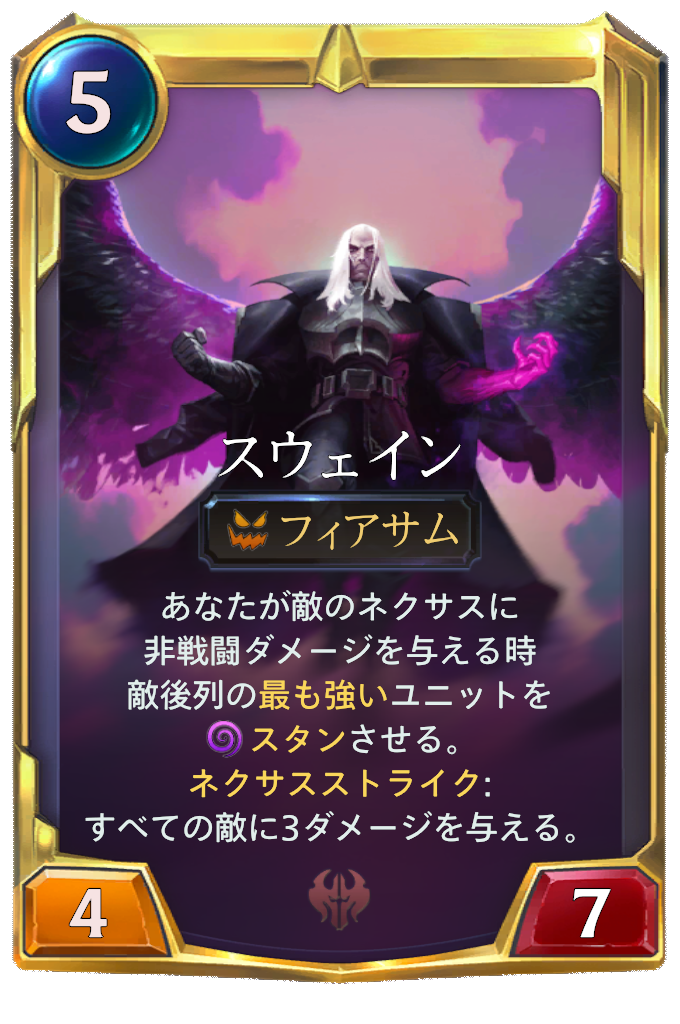 5
スウェイン
フィアサム
あなたが敵のネクサスに
非戦闘ダメージを与える時
敵後列の最も強いユニットを
スタンさせる。
ネクサスストライク:
すべての敵に3ダメージを与える。
4
7